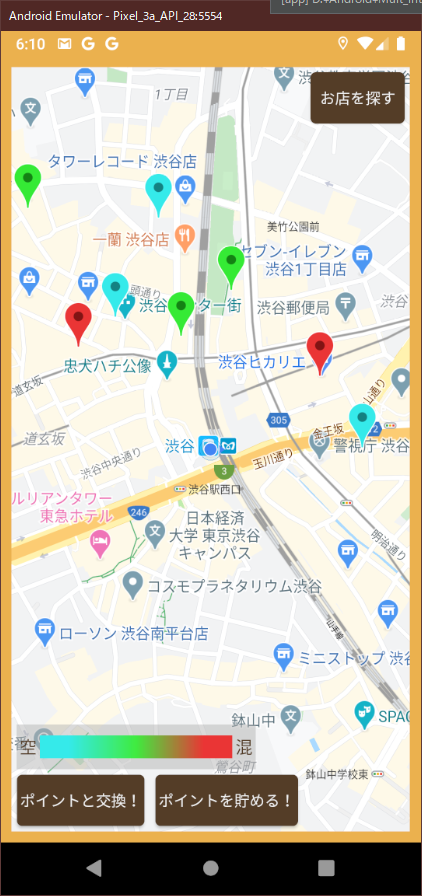 Android Emulator - Pixel_3a_API_28:5554
6:10
お店を探す
1丁目
タワーレコード 渋谷店
美竹公園前
一蘭 渋谷店
セブン-イレブン
渋谷1丁目店
渋谷郵便局
渋谷
忠犬ハチ公像
渋谷ヒカリエ
道玄坂
道玄坂
305
金王坂
渋谷
警視庁 渋谷
渋谷中央通り
玉川通り
3
渋谷駅西口
246
ルリアンタワー
東急ホテル
日本経済
大学 東京渋谷
キャンパス
明治通り
コスモプラネタリウム渋谷
山手線
ローソン 渋谷南平台店
ミニストップ 渋谷
鉢山中
SPAC
空
混
鶯谷町
鉢山中学校東
ポイントと交換！
ポイントを貯める！